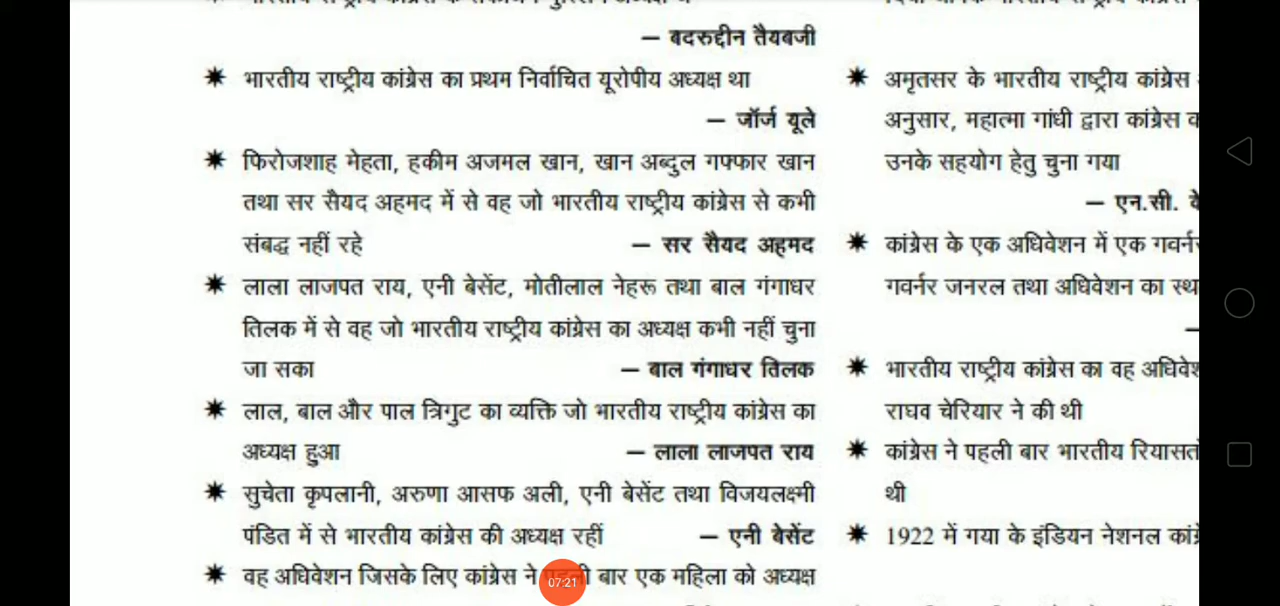 — बदरुद्दीन तैयबजी
✷ भारतीय राष्ट्रीय कांग्रेस का प्रथम निर्वाचित यूरोपीय अध्यक्ष था
— जॉर्ज यूले
✷ फिरोजशाह मेहता, हकीम अजमल खान, खान अब्दुल गफ्फार खान
तथा सर सैयद अहमद में से वह जो भारतीय राष्ट्रीय कांग्रेस से कभी
संबद्ध नहीं रहे — सर सैयद अहमद
✷ लाला लाजपत राय, एनी बेसेंट, मोतीलाल नेहरू तथा बाल गंगाधर
तिलक में से वह जो भारतीय राष्ट्रीय कांग्रेस का अध्यक्ष कभी नहीं चुना
जा सका — बाल गंगाधर तिलक
✷ लाल, बाल और पाल त्रिगुट का व्यक्ति जो भारतीय राष्ट्रीय कांग्रेस का
अध्यक्ष हुआ — लाला लाजपत राय
✷ सुचेता कृपलानी, अरुणा आसफ अली, एनी बेसेंट तथा विजयलक्ष्मी
पंडित में से भारतीय कांग्रेस की अध्यक्ष रहीं — एनी बेसेंट
✷ वह अधिवेशन जिसके लिए कांग्रेस ने बार एक महिला को अध्यक्ष
07:21
✷ अमृतसर के भारतीय राष्ट्रीय कांग्रेस
अनुसार, महात्मा गांधी द्वारा कांग्रेस
उनके सहयोग हेतु चुना गया
— एन.सी.
✷ कांग्रेस के एक अधिवेशन में एक
गवर्नर जनरल तथा अधिवेशन का
—
✷ भारतीय राष्ट्रीय कांग्रेस का वह
राघव चेरियार ने की थी
✷ कांग्रेस ने पहली बार भारतीय
थी
✷ 1922 में गया के इंडियन नेशनल